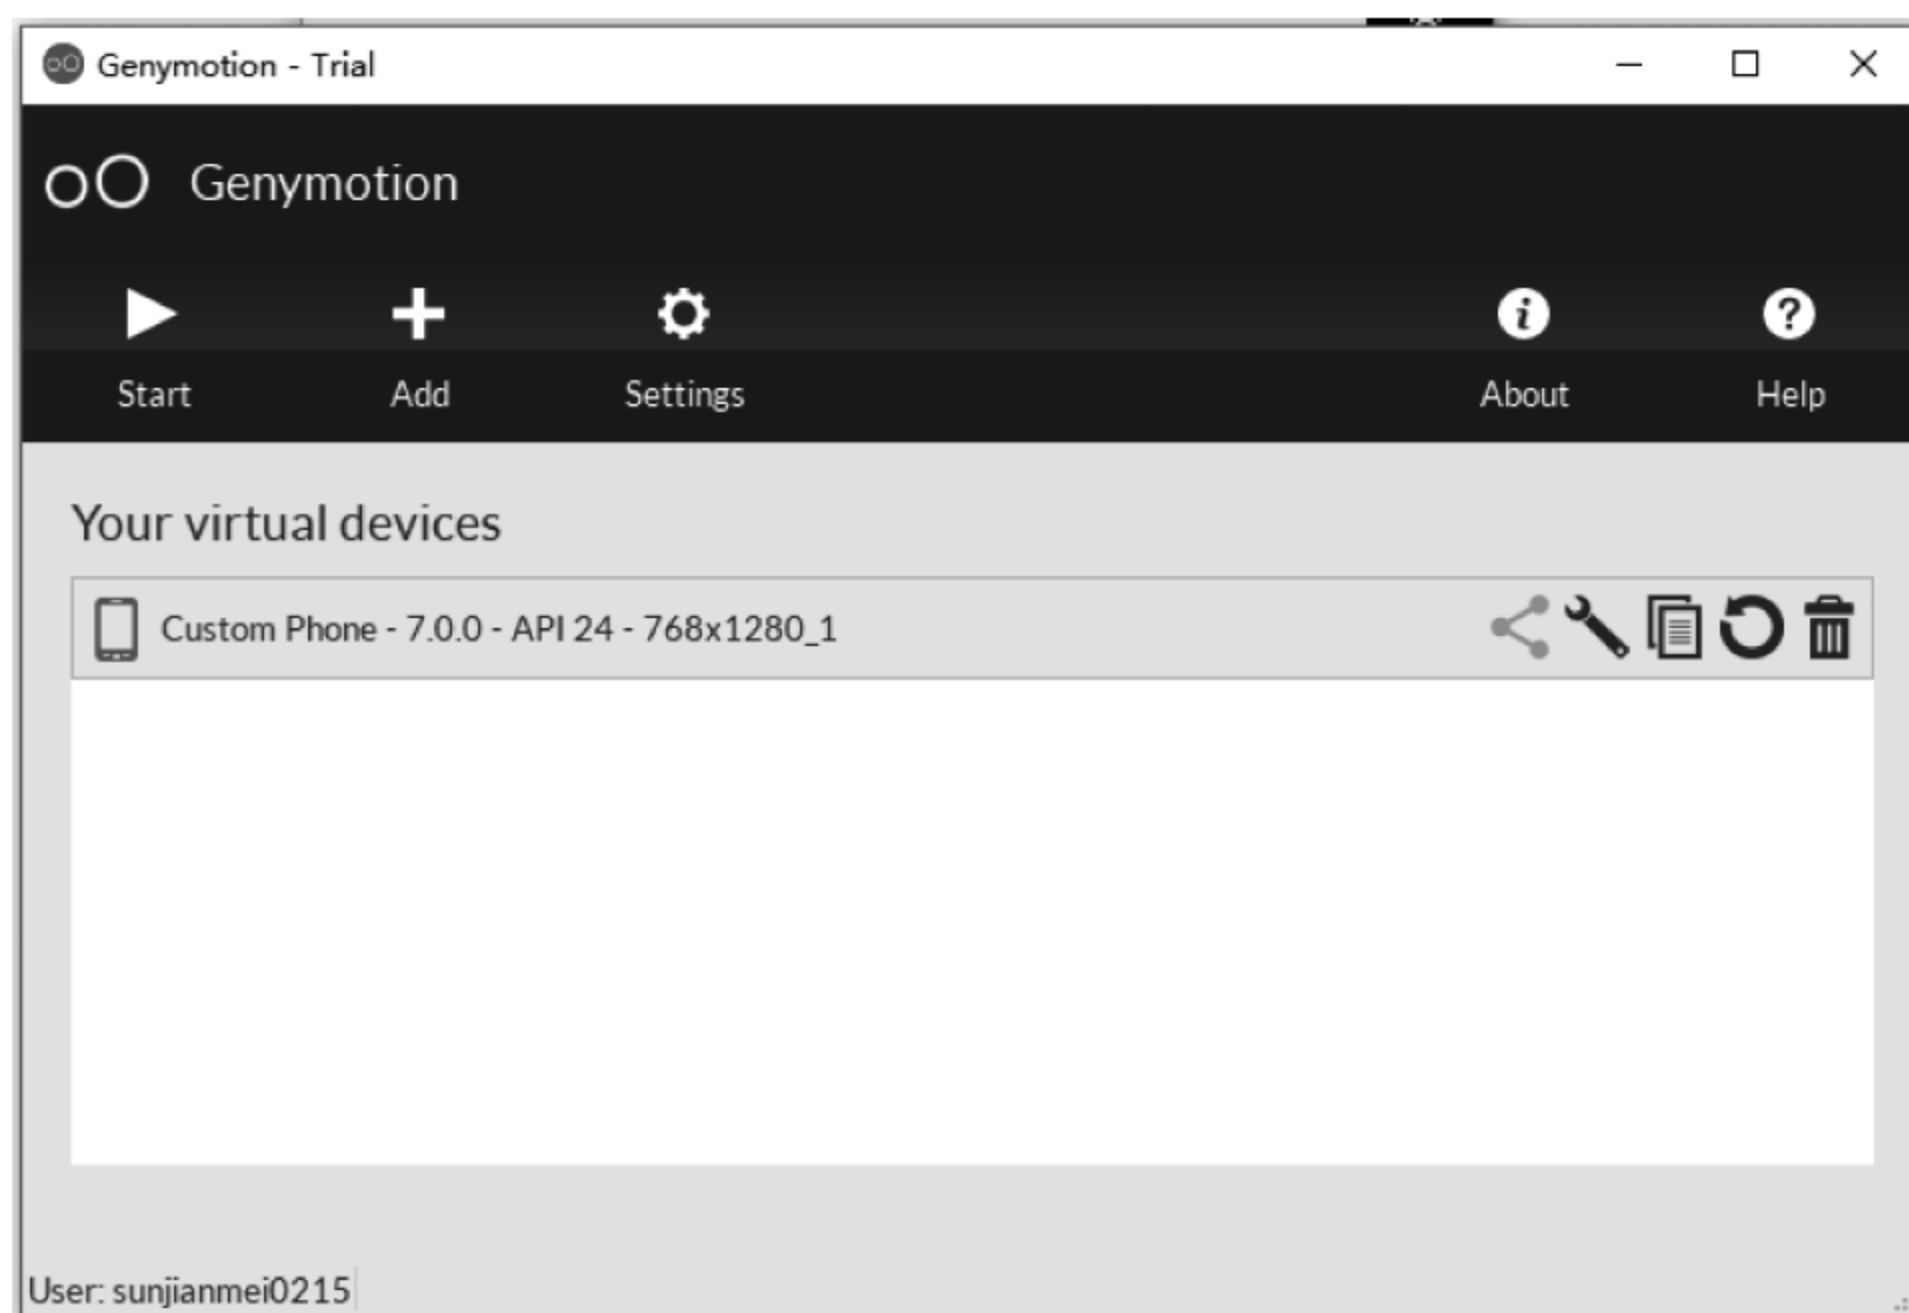 Genymotion - Trial
Genymotion
Start Add Settings About Help
Your virtual devices
Custom Phone - 7.0.0 - API 24 - 768x1280_1
User: sunjianmei0215